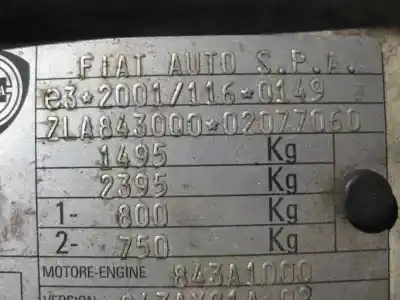 FIAT AUTO S.P.A.
e3*2001/116*0149
ZLA843000*02077060
1495 Kg
2395 Kg
1- 800 Kg
2- 750 Kg
MOTORE-ENGINE 843A1000
VERSION